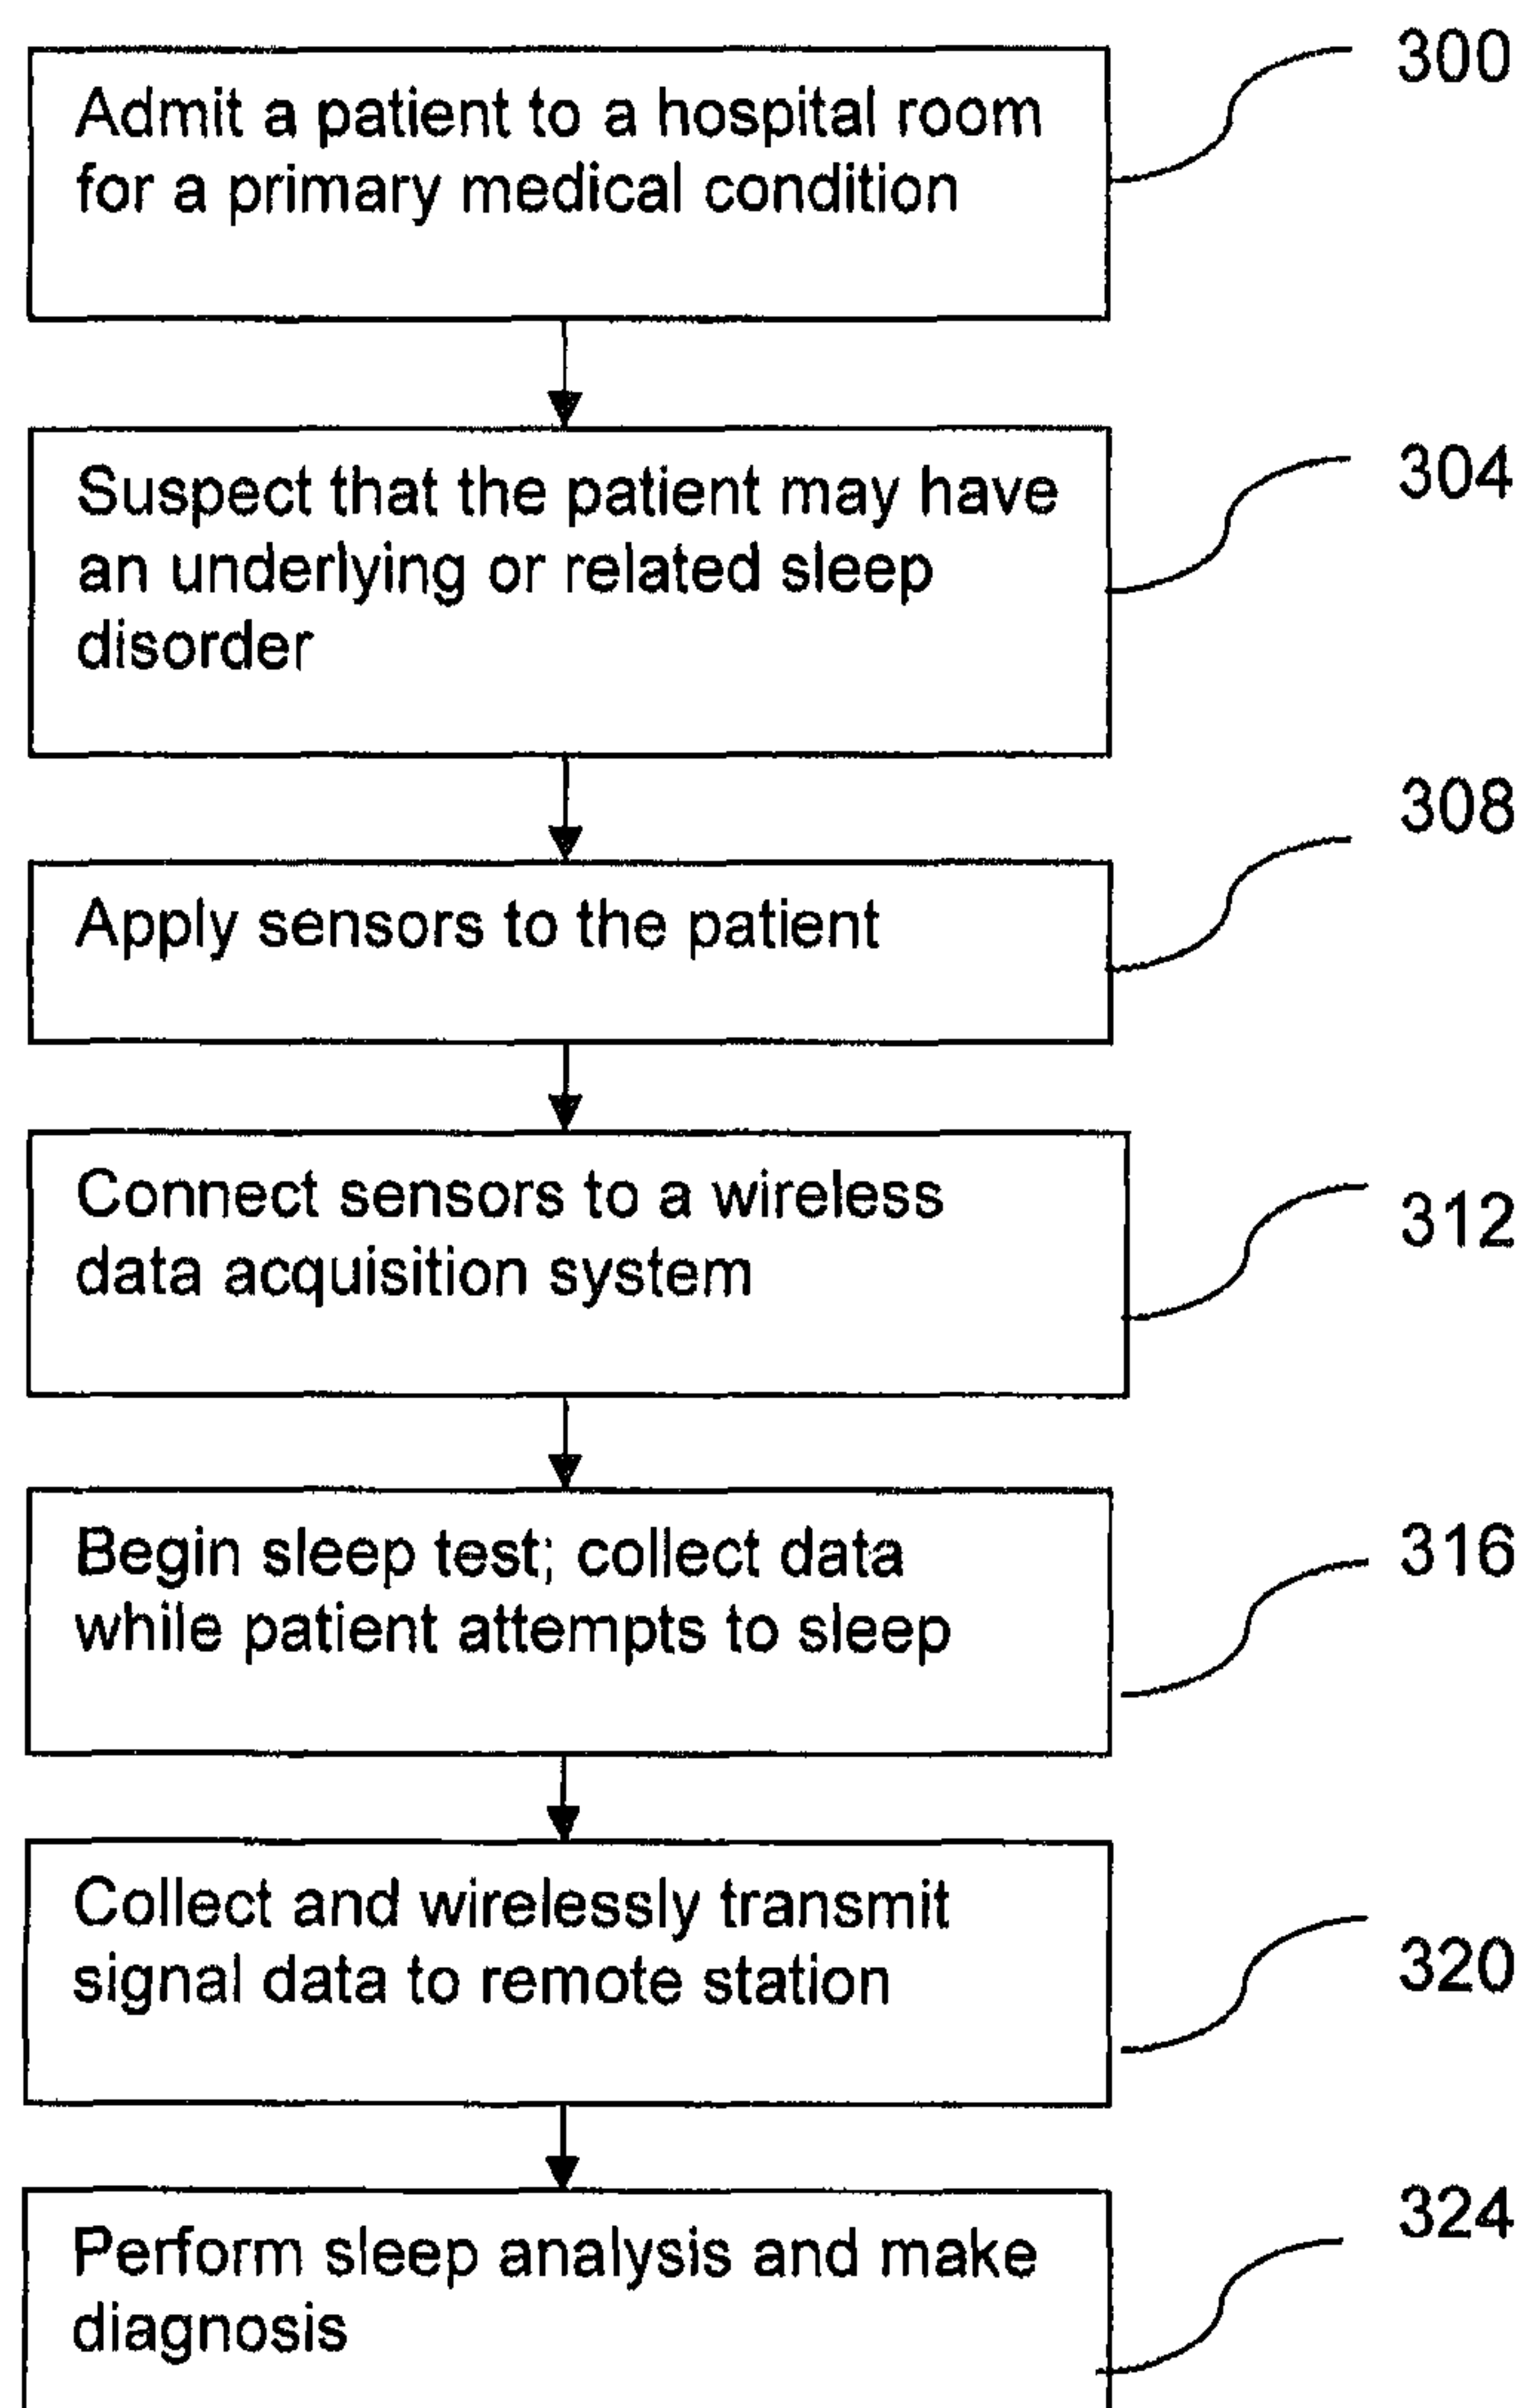 300
Admit a patient to a hospital room
for a primary medical condition
304
Suspect that the patient may have
an underlying or related sleep
disorder
308
Apply sensors to the patient
312
Connect sensors to a wireless
data acquisition system
316
Begin sleep test; collect data
while patient attempts to sleep
320
Collect and wirelessly transmit
signal data to remote station
324
Perform sleep analysis and make
diagnosis